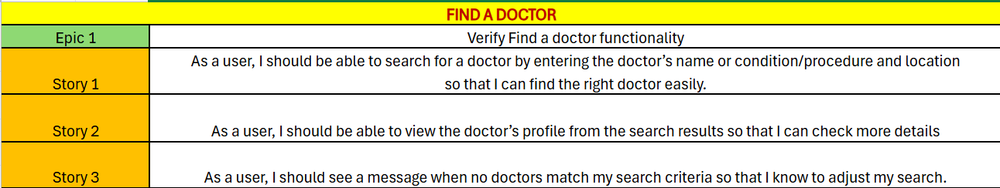 FIND A DOCTOR
Epic 1
Verify Find a doctor functionality
Story 1
As a user, I should be able to search for a doctor by entering the doctor’s name or condition/procedure and location
so that I can find the right doctor easily.
Story 2
As a user, I should be able to view the doctor’s profile from the search results so that I can check more details
Story 3
As a user, I should see a message when no doctors match my search criteria so that I know to adjust my search.